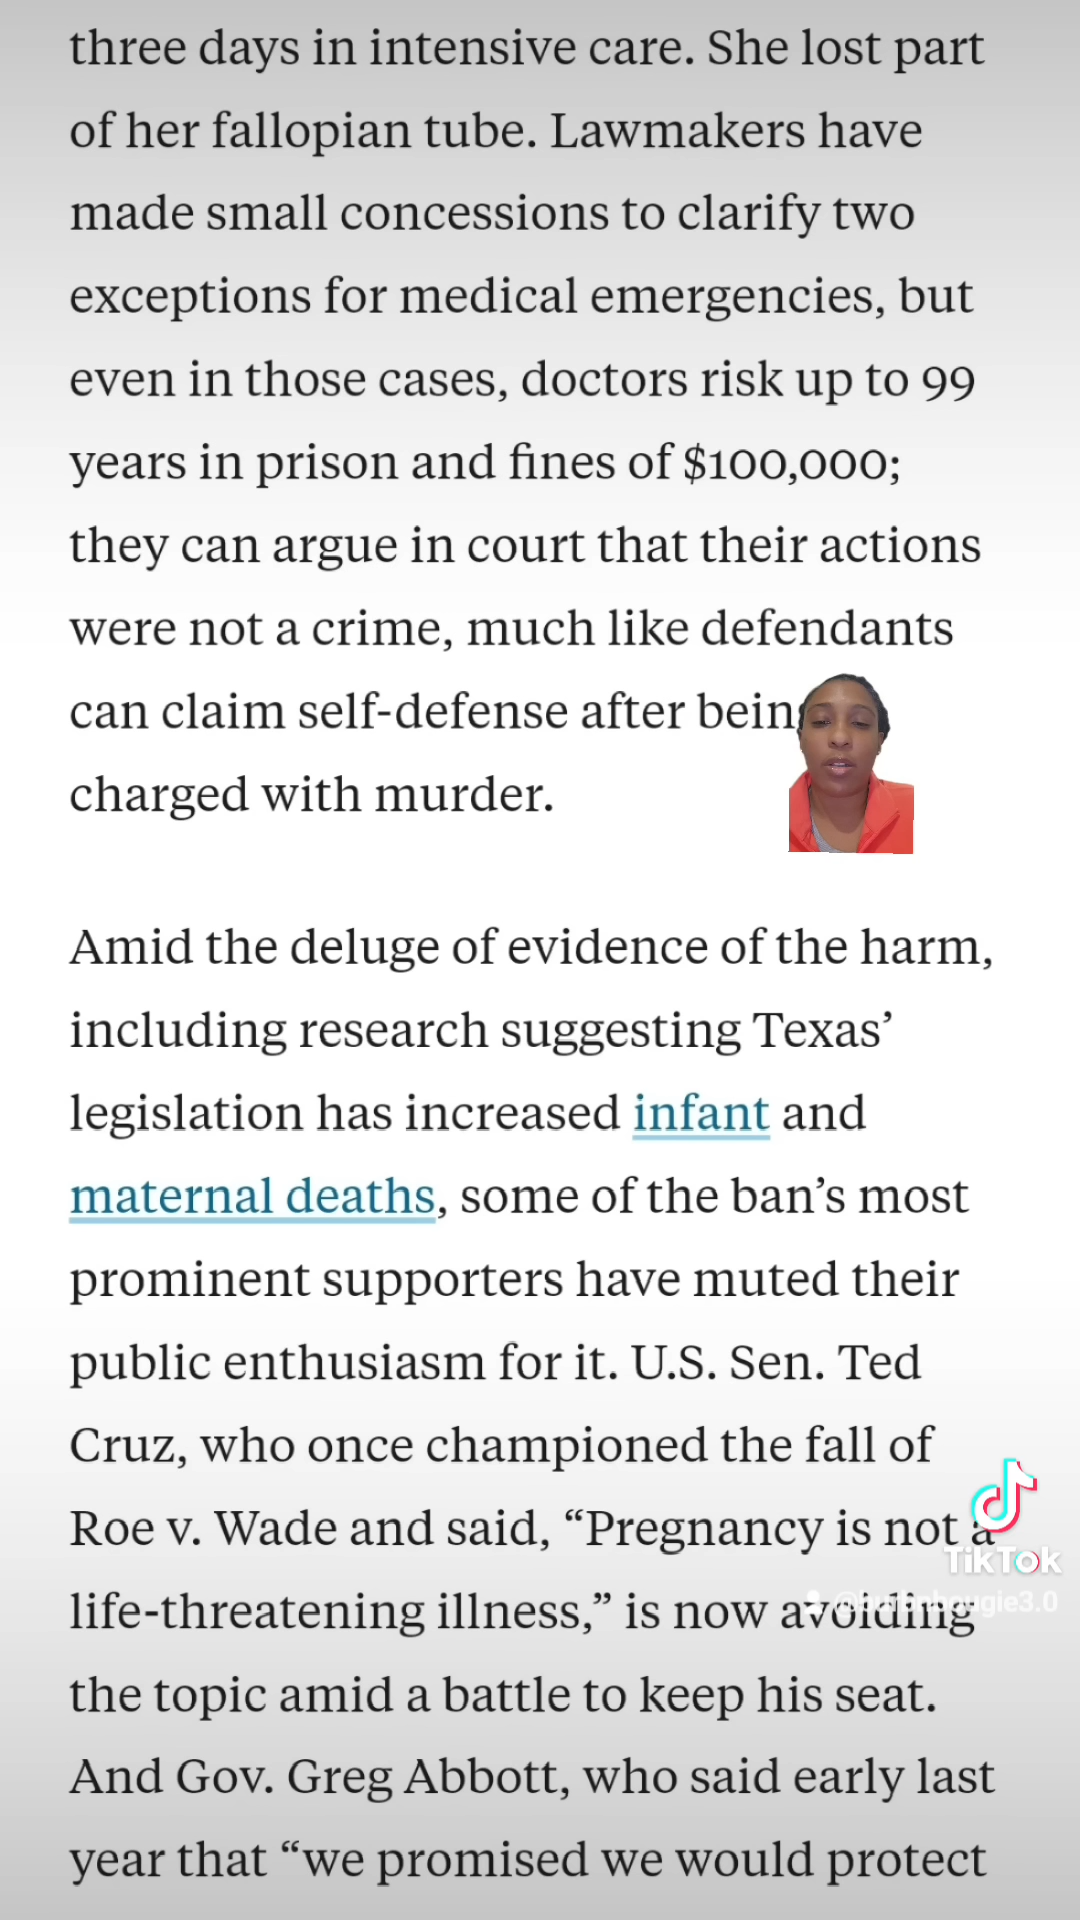 three days in intensive care. She lost part
of her fallopian tube. Lawmakers have
made small concessions to clarify two
exceptions for medical emergencies, but
even in those cases, doctors risk up to 99
years in prison and fines of $100,000;
they can argue in court that their actions
were not a crime, much like defendants
can claim self-defense after being
charged with murder.
Amid the deluge of evidence of the harm,
including research suggesting Texas’
legislation has increased infant and
maternal deaths, some of the ban’s most
prominent supporters have muted their
public enthusiasm for it. U.S. Sen. Ted
Cruz, who once championed the fall of
Roe v. Wade and said, “Pregnancy is not a
TikTok
life-threatening illness,” is now avoiding
the topic amid a battle to keep his seat.
And Gov. Greg Abbott, who said early last
year that “we promised we would protect